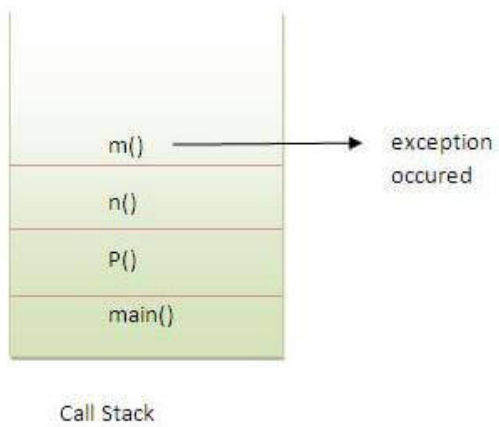 m()
exception
occured
n()
P()
main()
Call Stack